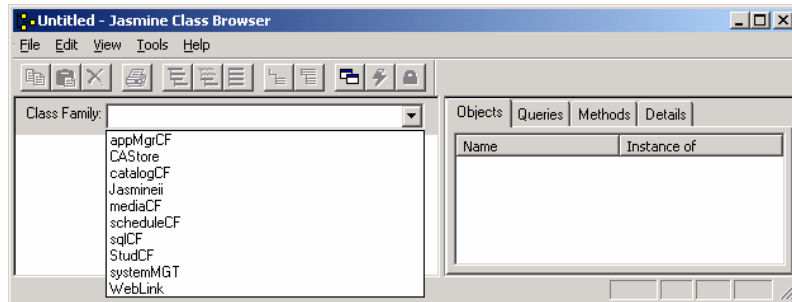 Untitled - Jasmine Class Browser
File Edit View Tools Help
Class Family:
appMgrCF
CAStore
catalogCF
Jasmineii
mediaCF
scheduleCF
sqlCF
StudCF
systemMGT
WebLink
Objects Queries Methods Details
Name Instance of